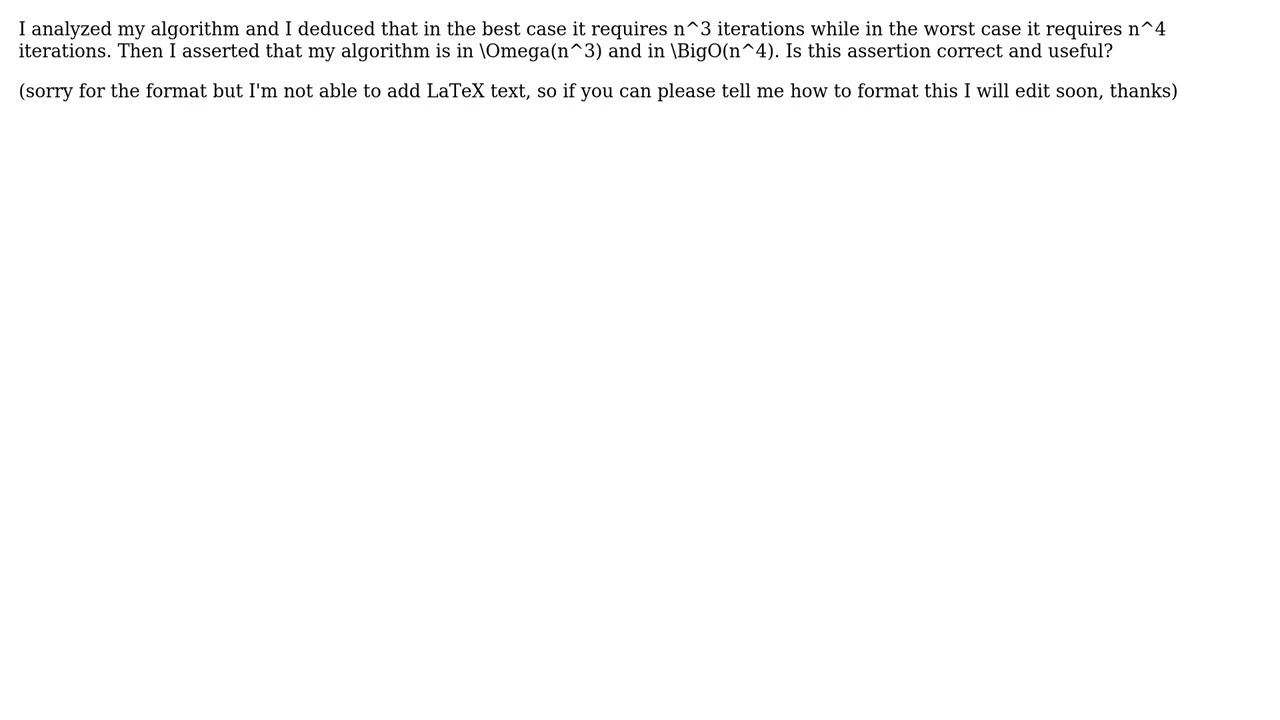 I analyzed my algorithm and I deduced that in the best case it requires n^3 iterations while in the worst case it requires n^4
iterations. Then I asserted that my algorithm is in \Omega(n^3) and in \BigO(n^4). Is this assertion correct and useful?
(sorry for the format but I'm not able to add LaTeX text, so if you can please tell me how to format this I will edit soon, thanks)